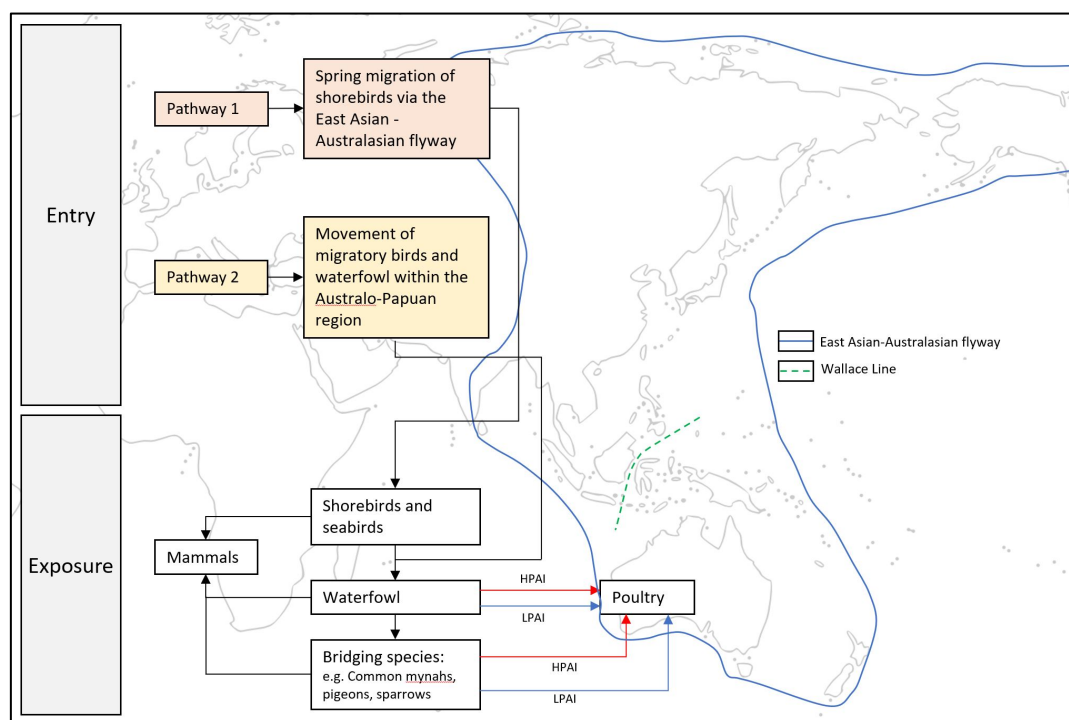 Entry
Pathway 1
Spring migration of
shorebirds via the
East Asian -
Australasian flyway
Pathway 2
Movement of
migratory birds and
waterfowl within the
Australo-Papuan
region
East Asian-Australasian flyway
Wallace Line
Exposure
Shorebirds and
seabirds
Mammals
Waterfowl
HPAI
LPAI
Poultry
Bridging species:
e.g. Common mynahs,
pigeons, sparrows
HPAI
LPAI